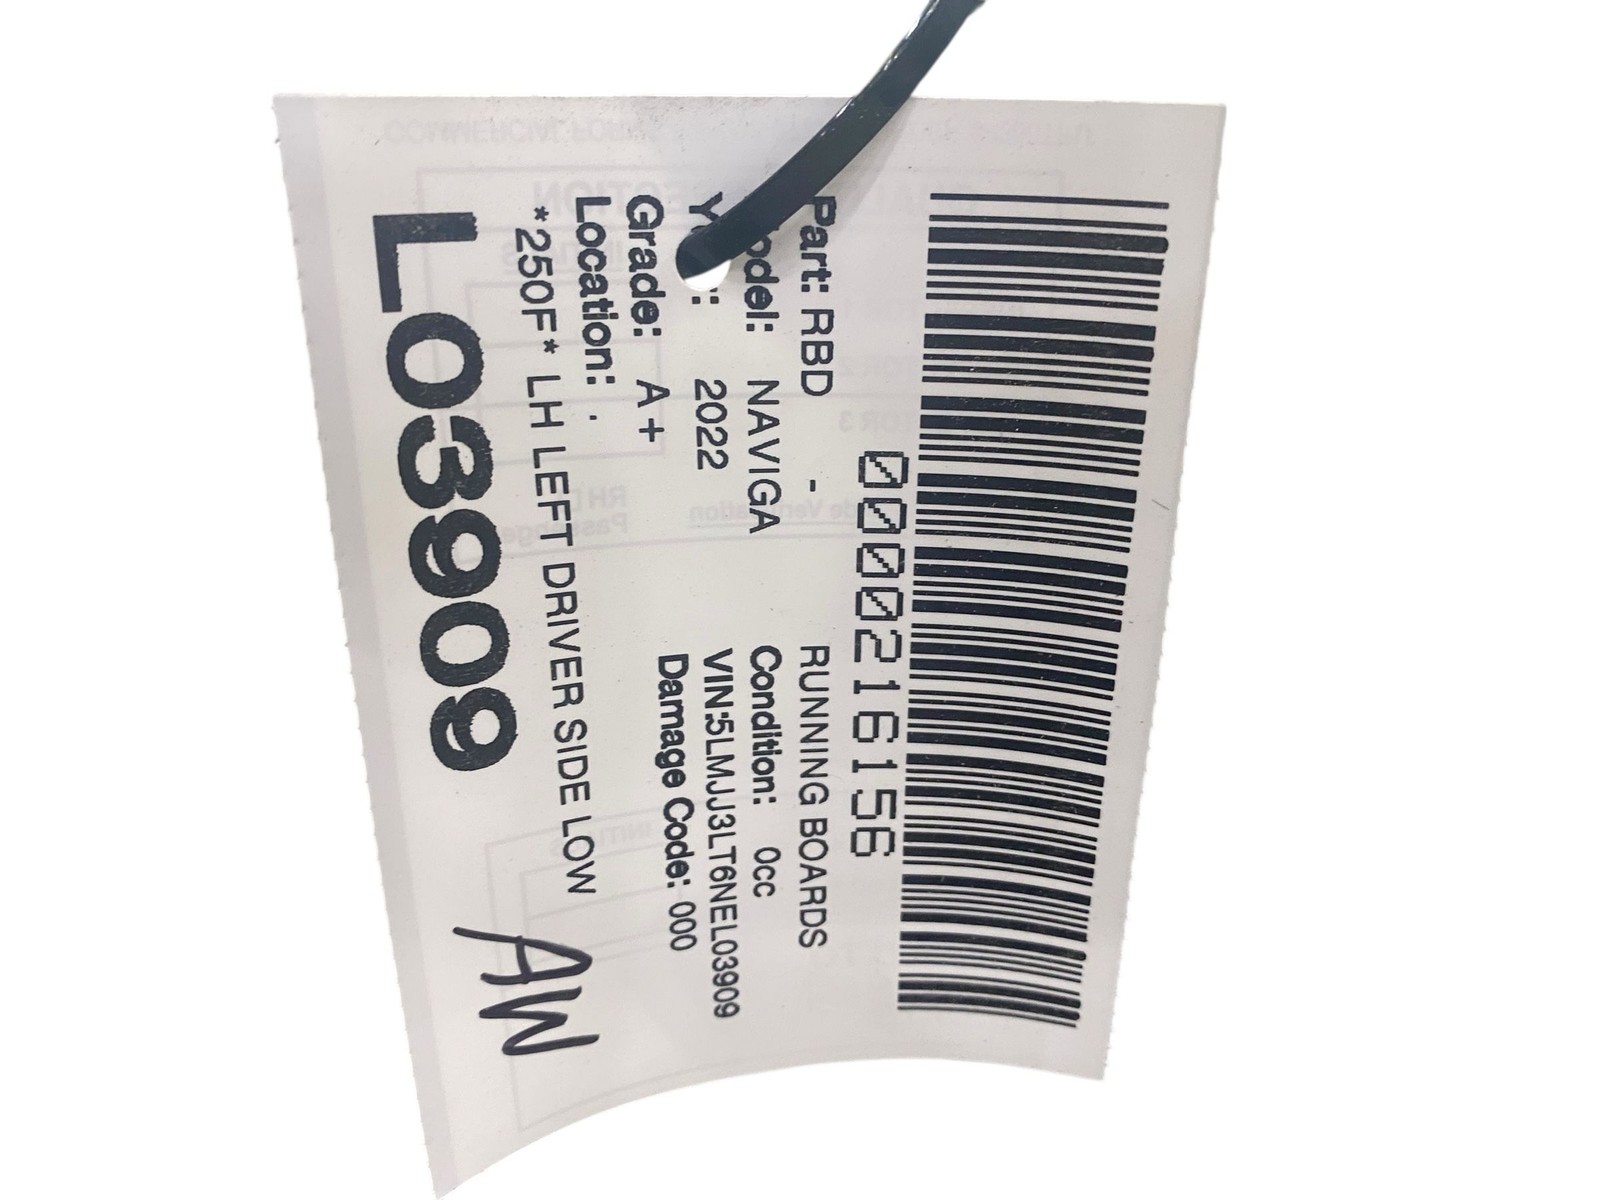 0000216156
Part: RBD - RUNNING BOARDS
odel: NAVIGA Condition: 0cc
Y : 2022 VIN:5LMJJ3LT6NEL03909
Grade: A+ Damage Code: 000
Location: .
*250F* LH LEFT DRIVER SIDE LOW
L03909
AW